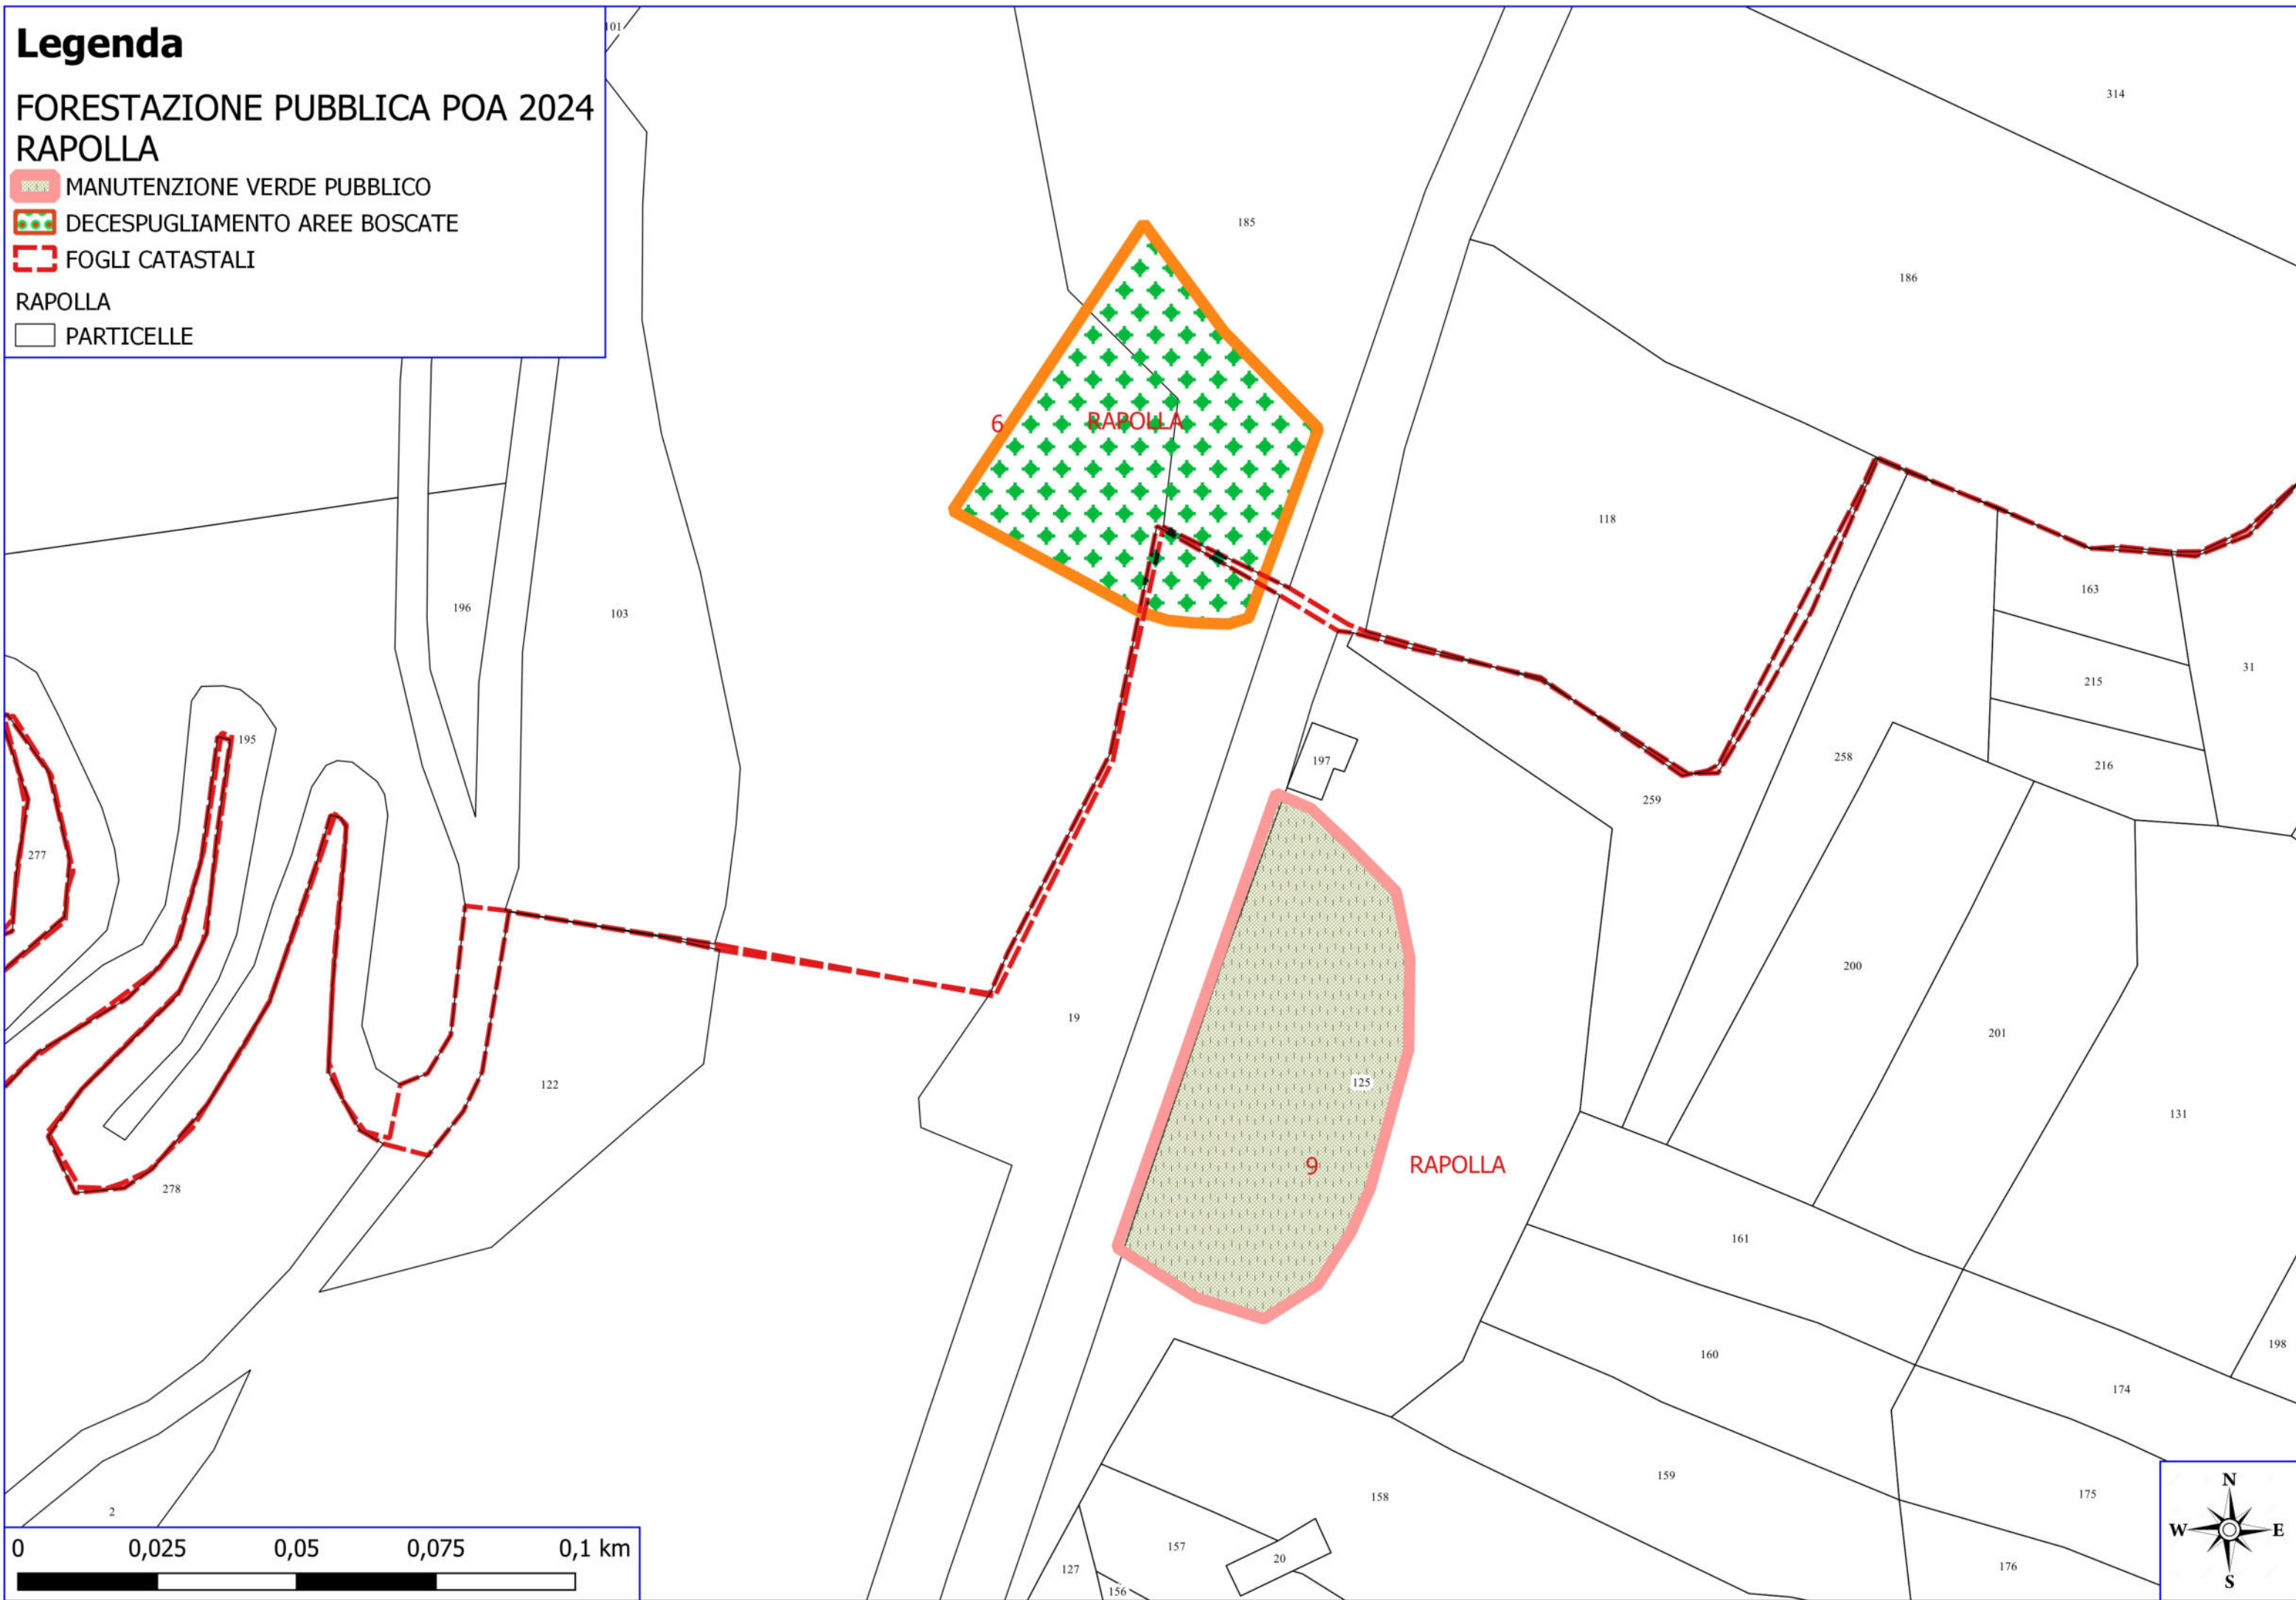 Legenda
FORESTAZIONE PUBBLICA POA 2024
RAPOLLA
MANUTENZIONE VERDE PUBBLICO
DECESPUGLIAMENTO AREE BOSCATE
FOGLI CATASTALI
RAPOLLA
PARTICELLE
101
314
185
186
6
RAPOLLA
118
163
196
103
215
31
195
197
258
216
259
277
200
19
201
122
125
131
9
RAPOLLA
278
161
198
160
174
159
175
158
2
157
20
127
156
176
0 0,025 0,05 0,075 0,1 km
N
W E
S